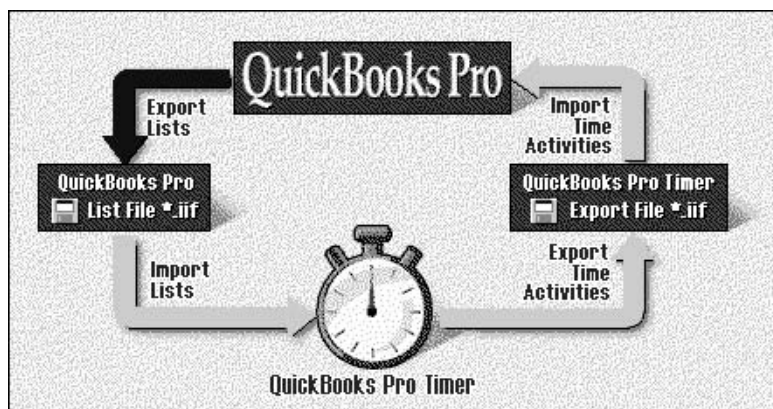 QuickBooks Pro
Export
Lists
Import
Time
Activities
QuickBooks Pro
List File *.iif
QuickBooks Pro Timer
Export File *.iif
Import
Lists
Export
Time
Activities
QuickBooks Pro Timer